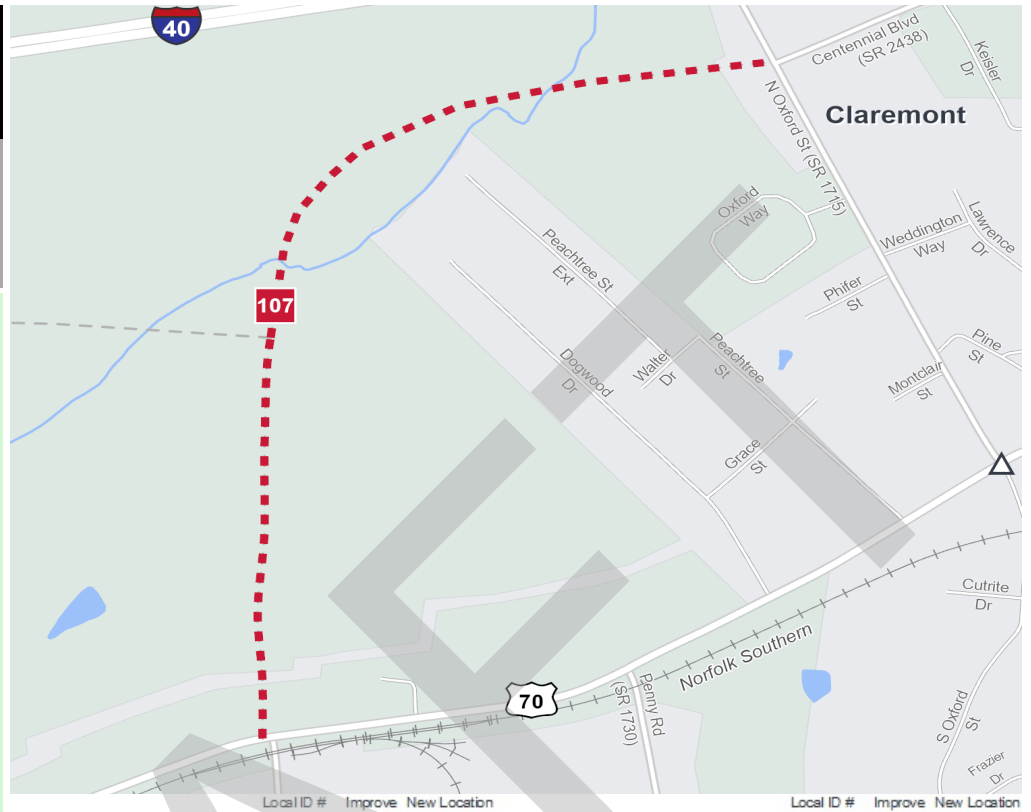 40
Centennial Blvd
(SR 2438)
Keisler
Dr
N Oxford St (SR 1715)
Claremont
Oxford
Way
Weddington
Way
Lawrence
Dr
Peachtree St
Ext
Phifer
St
107
Pine
St
Peachtree
St
Walter
Dr
Dogwood
Dr
Montclair
St
Grace
St
Cutrite
Dr
Norfolk Southern
70
Penny Rd
(SR 1730)
S Oxford
St
Frazier
Dr
Local ID # Improve New Location
Local ID # Improve New Location